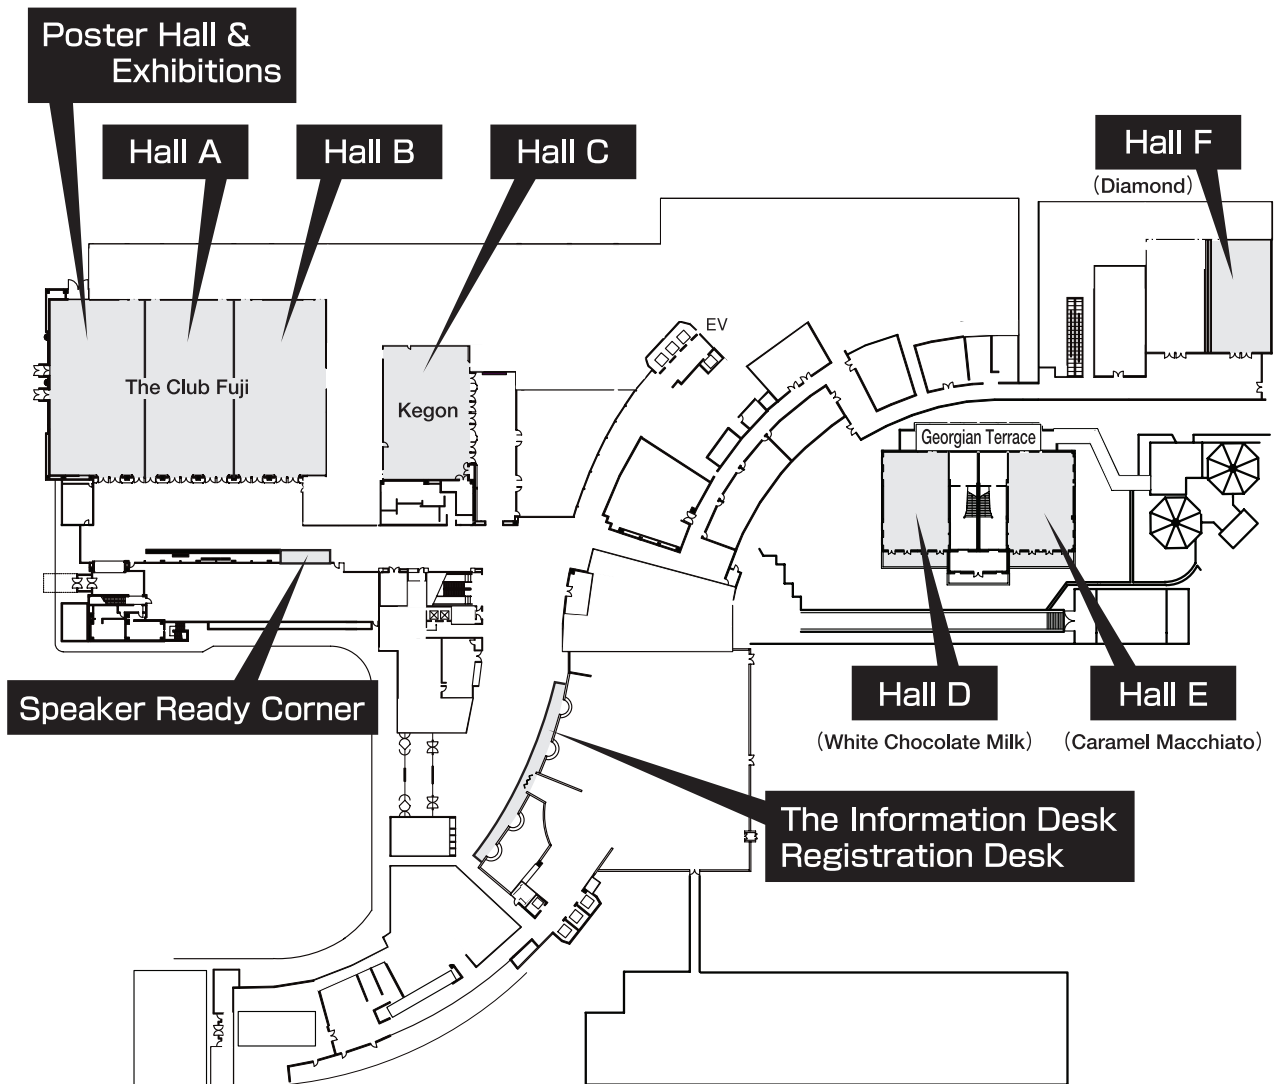 Poster Hall &
Exhibitions
Hall A
Hall B
Hall C
Hall F
(Diamond)
EV
The Club Fuji
Kegon
Georgian Terrace
Speaker Ready Corner
Hall D
(White Chocolate Milk)
Hall E
(Caramel Macchiato)
The Information Desk
Registration Desk